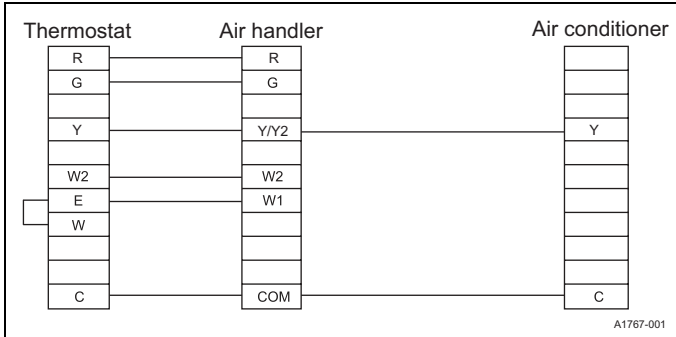 Thermostat Air handler Air conditioner
R R
G G
Y Y/Y2 Y
W2 W2
E W1
W
C COM C
A1767-001